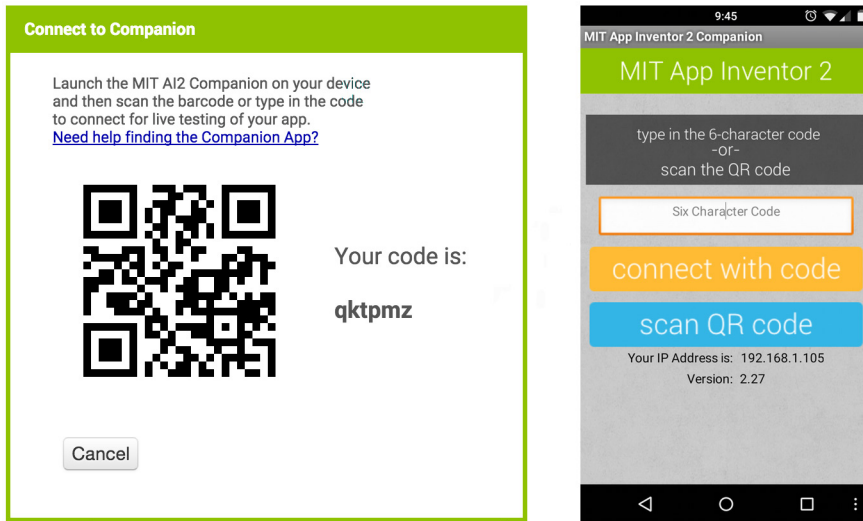 Connect to Companion
Launch the MIT AI2 Companion on your device
and then scan the barcode or type in the code
to connect for live testing of your app.
Need help finding the Companion App?
Your code is:
qktpmz
Cancel
9:45
MIT App Inventor 2 Companion
MIT App Inventor 2
type in the 6-character code
-or-
scan the QR code
Six Character Code
connect with code
scan QR code
Your IP Address is: 192.168.1.105
Version: 2.27